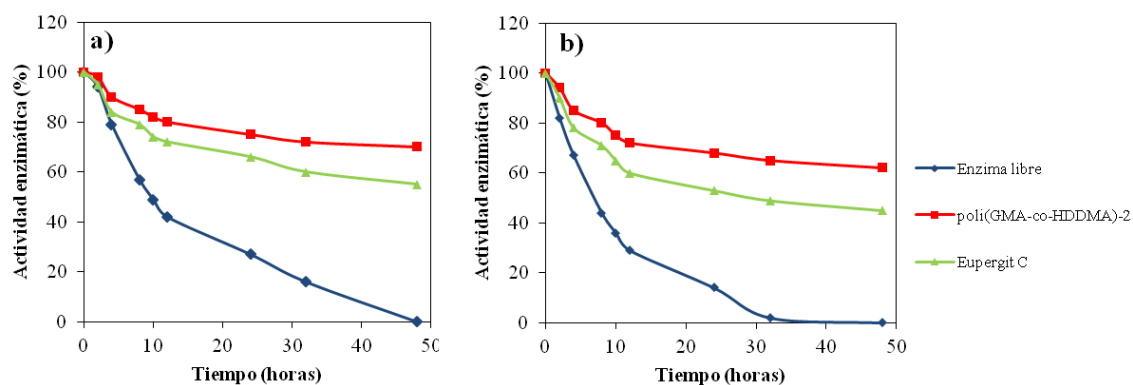 a)
Actividad enzimática (%)
120
100
80
60
40
20
0
0 10 20 30 40 50
Tiempo (horas)
b)
Actividad enzimática (%)
120
100
80
60
40
20
0
0 10 20 30 40 50
Tiempo (horas)
Enzima libre
poli(GMA-co-HDDMA)-2
Eupergit C